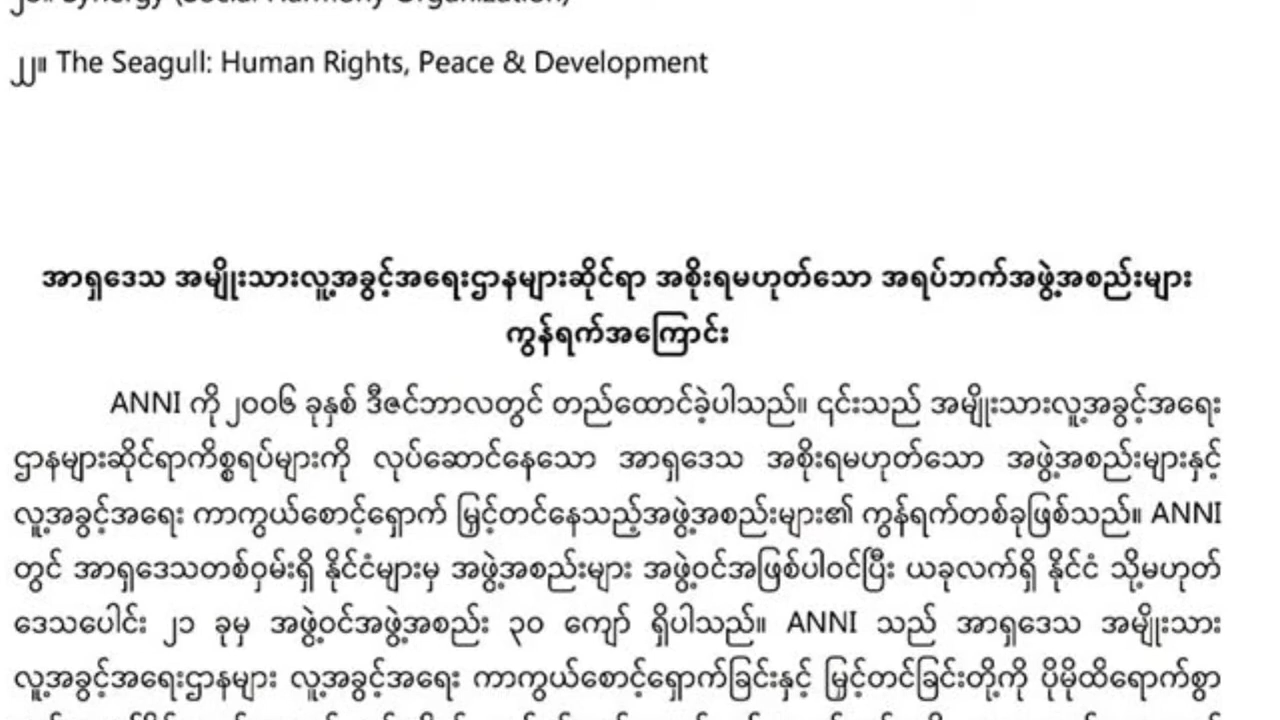 ၂၁။ Synergy (Social Harmony Organization)
၂၂။ The Seagull: Human Rights, Peace & Development
အာရှဒေသ အမျိုးသားလူ့အခွင့်အရေးဌာနများဆိုင်ရာ အစိုးရမဟုတ်သော အရပ်ဘက်အဖွဲ့အစည်းများ
ကွန်ရက်အကြောင်း
ANNI ကို ၂၀၀၆ ခုနှစ် ဒီဇင်ဘာလတွင် တည်ထောင်ခဲ့ပါသည်။ ၎င်းသည် အမျိုးသားလူ့အခွင့်အရေး
ဌာနများဆိုင်ရာကိစ္စရပ်များကို လုပ်ဆောင်နေသော အာရှဒေသ အစိုးရမဟုတ်သော အဖွဲ့အစည်းများနှင့်
လူ့အခွင့်အရေး ကာကွယ်စောင့်ရှောက် မြှင့်တင်နေသည့်အဖွဲ့အစည်းများ၏ ကွန်ရက်တစ်ခုဖြစ်သည်။ ANNI
တွင် အာရှဒေသတစ်ဝှမ်းရှိ နိုင်ငံများမှ အဖွဲ့အစည်းများ အဖွဲ့ဝင်အဖြစ်ပါဝင်ပြီး ယခုလက်ရှိ နိုင်ငံ သို့မဟုတ်
ဒေသပေါင်း ၂၁ ခုမှ အဖွဲ့ဝင်အဖွဲ့အစည်း ၃၀ ကျော် ရှိပါသည်။ ANNI သည် အာရှဒေသ အမျိုးသား
လူ့အခွင့်အရေးဌာနများ လူ့အခွင့်အရေး ကာကွယ်စောင့်ရှောက်ခြင်းနှင့် မြှင့်တင်ခြင်းတို့ကို ပိုမိုထိရောက်စွာ